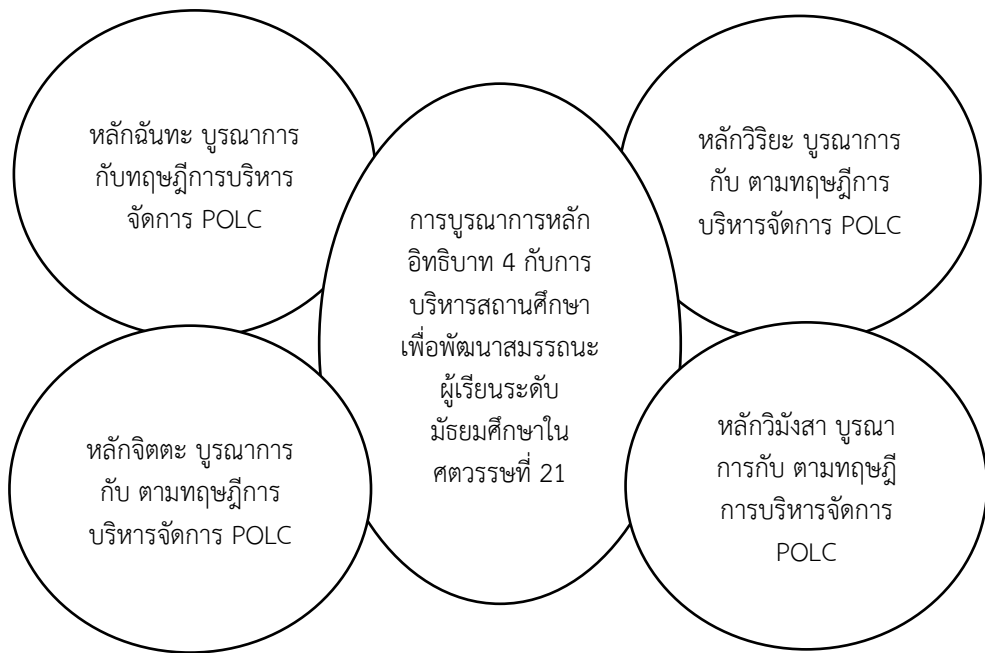 หลักฉันทะ บูรณาการ
กับทฤษฎีการบริหาร
จัดการ POLC
หลักวิริยะ บูรณาการ
กับ ตามทฤษฎีการ
บริหารจัดการ POLC
การบูรณาการหลัก
อิทธิบาท 4 กับการ
บริหารสถานศึกษา
เพื่อพัฒนาสมรรถนะ
ผู้เรียนระดับ
มัธยมศึกษาใน
ศตวรรษที่ 21
หลักจิตตะ บูรณาการ
กับ ตามทฤษฎีการ
บริหารจัดการ POLC
หลักวิมังสา บูรณา
การกับ ตามทฤษฎี
การบริหารจัดการ
POLC